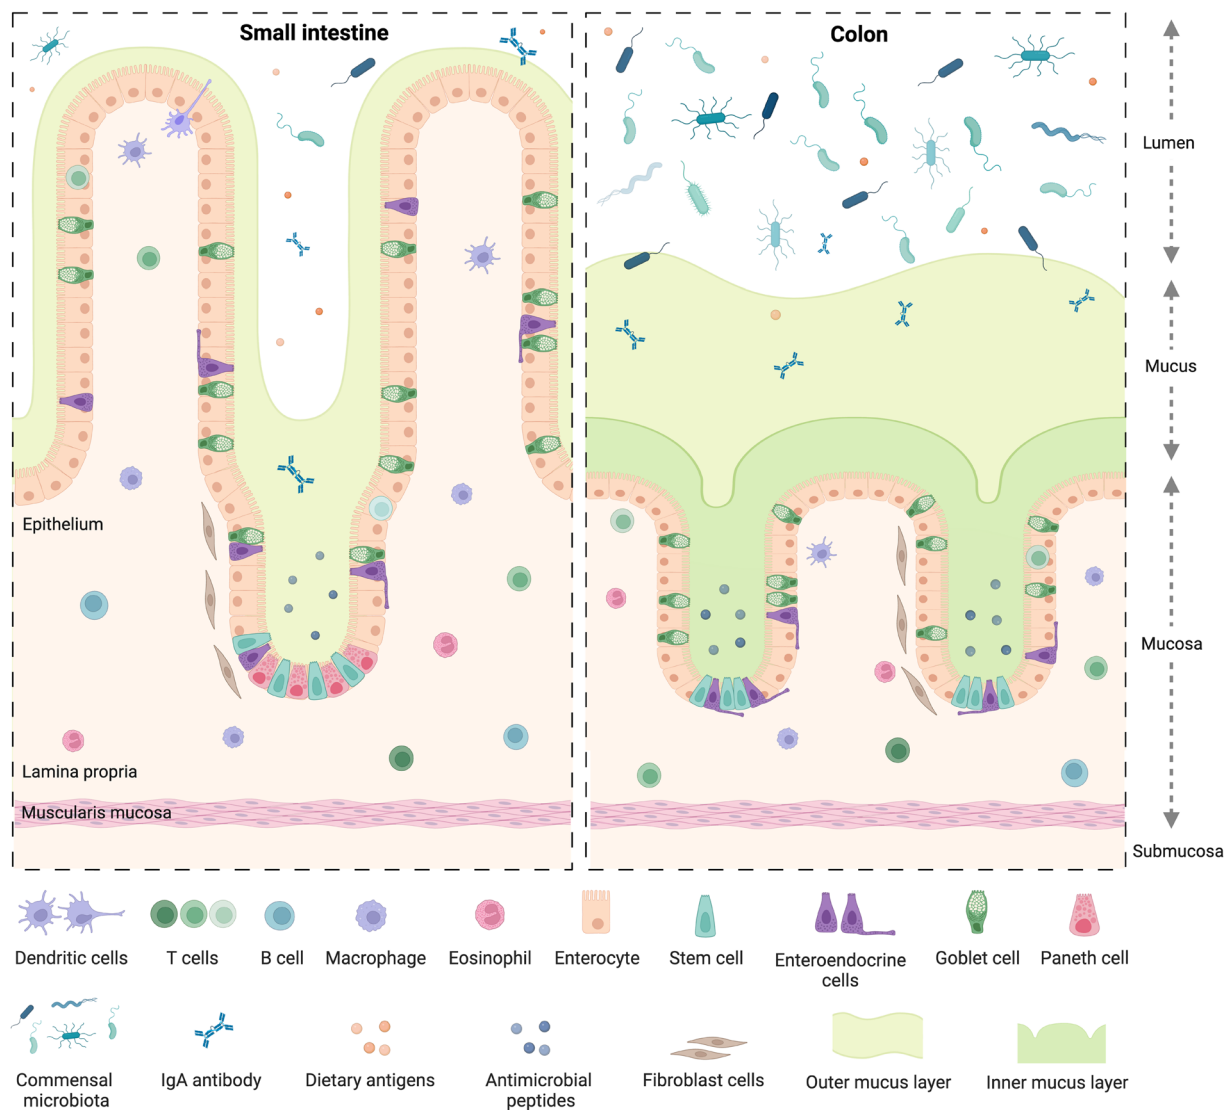 Small intestine
Colon
Lumen
Mucus
Epithelium
Mucosa
Lamina propria
Muscularis mucosa
Submucosa
Dendritic cells
T cells
B cell
Macrophage
Eosinophil
Enterocyte
Stem cell
Enteroendocrine
cells
Goblet cell
Paneth cell
Commensal
microbiota
IgA antibody
Dietary antigens
Antimicrobial
peptides
Fibroblast cells
Outer mucus layer
Inner mucus layer